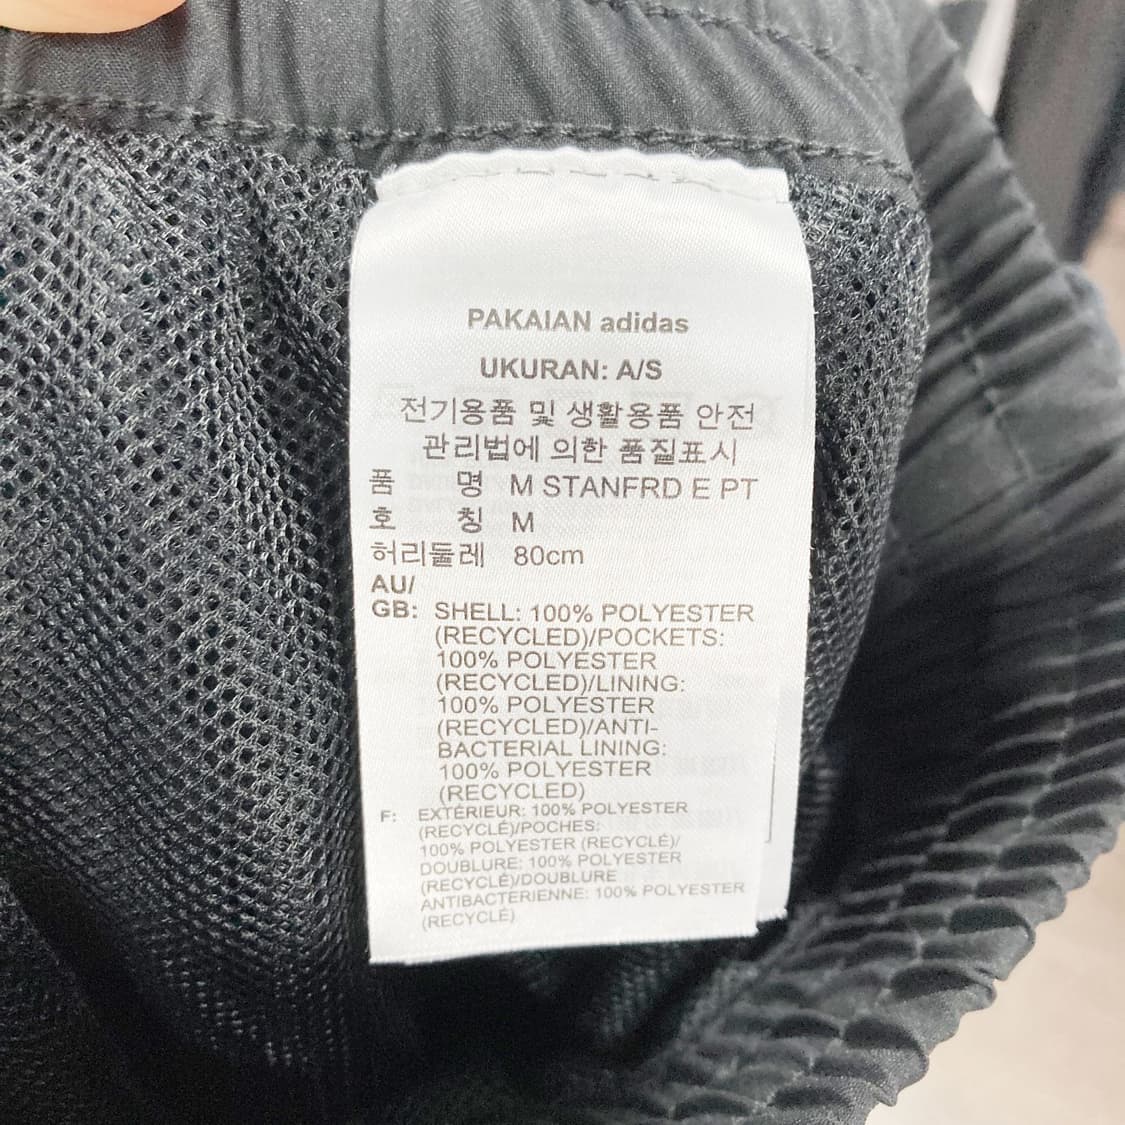 PAKAIAN adidas
UKURAN: A/S
전기용품 및 생활용품 안전
관리법에 의한 품질표시
품 명 M STANFRD E PT
호 칭 M
허리둘레 80cm
AU/
GB: SHELL: 100% POLYESTER
(RECYCLED)/POCKETS:
100% POLYESTER
(RECYCLED)/LINING:
100% POLYESTER
(RECYCLED)/ANTI-
BACTERIAL LINING:
100% POLYESTER
(RECYCLED)
F: EXTÉRIEUR: 100% POLYESTER
(RECYCLÉ)/POCHES:
100% POLYESTER (RECYCLÉ)/
DOUBLURE: 100% POLYESTER
(RECYCLÉ)/DOUBLURE
ANTIBACTERIENNE: 100% POLYESTER
(RECYCLÉ)